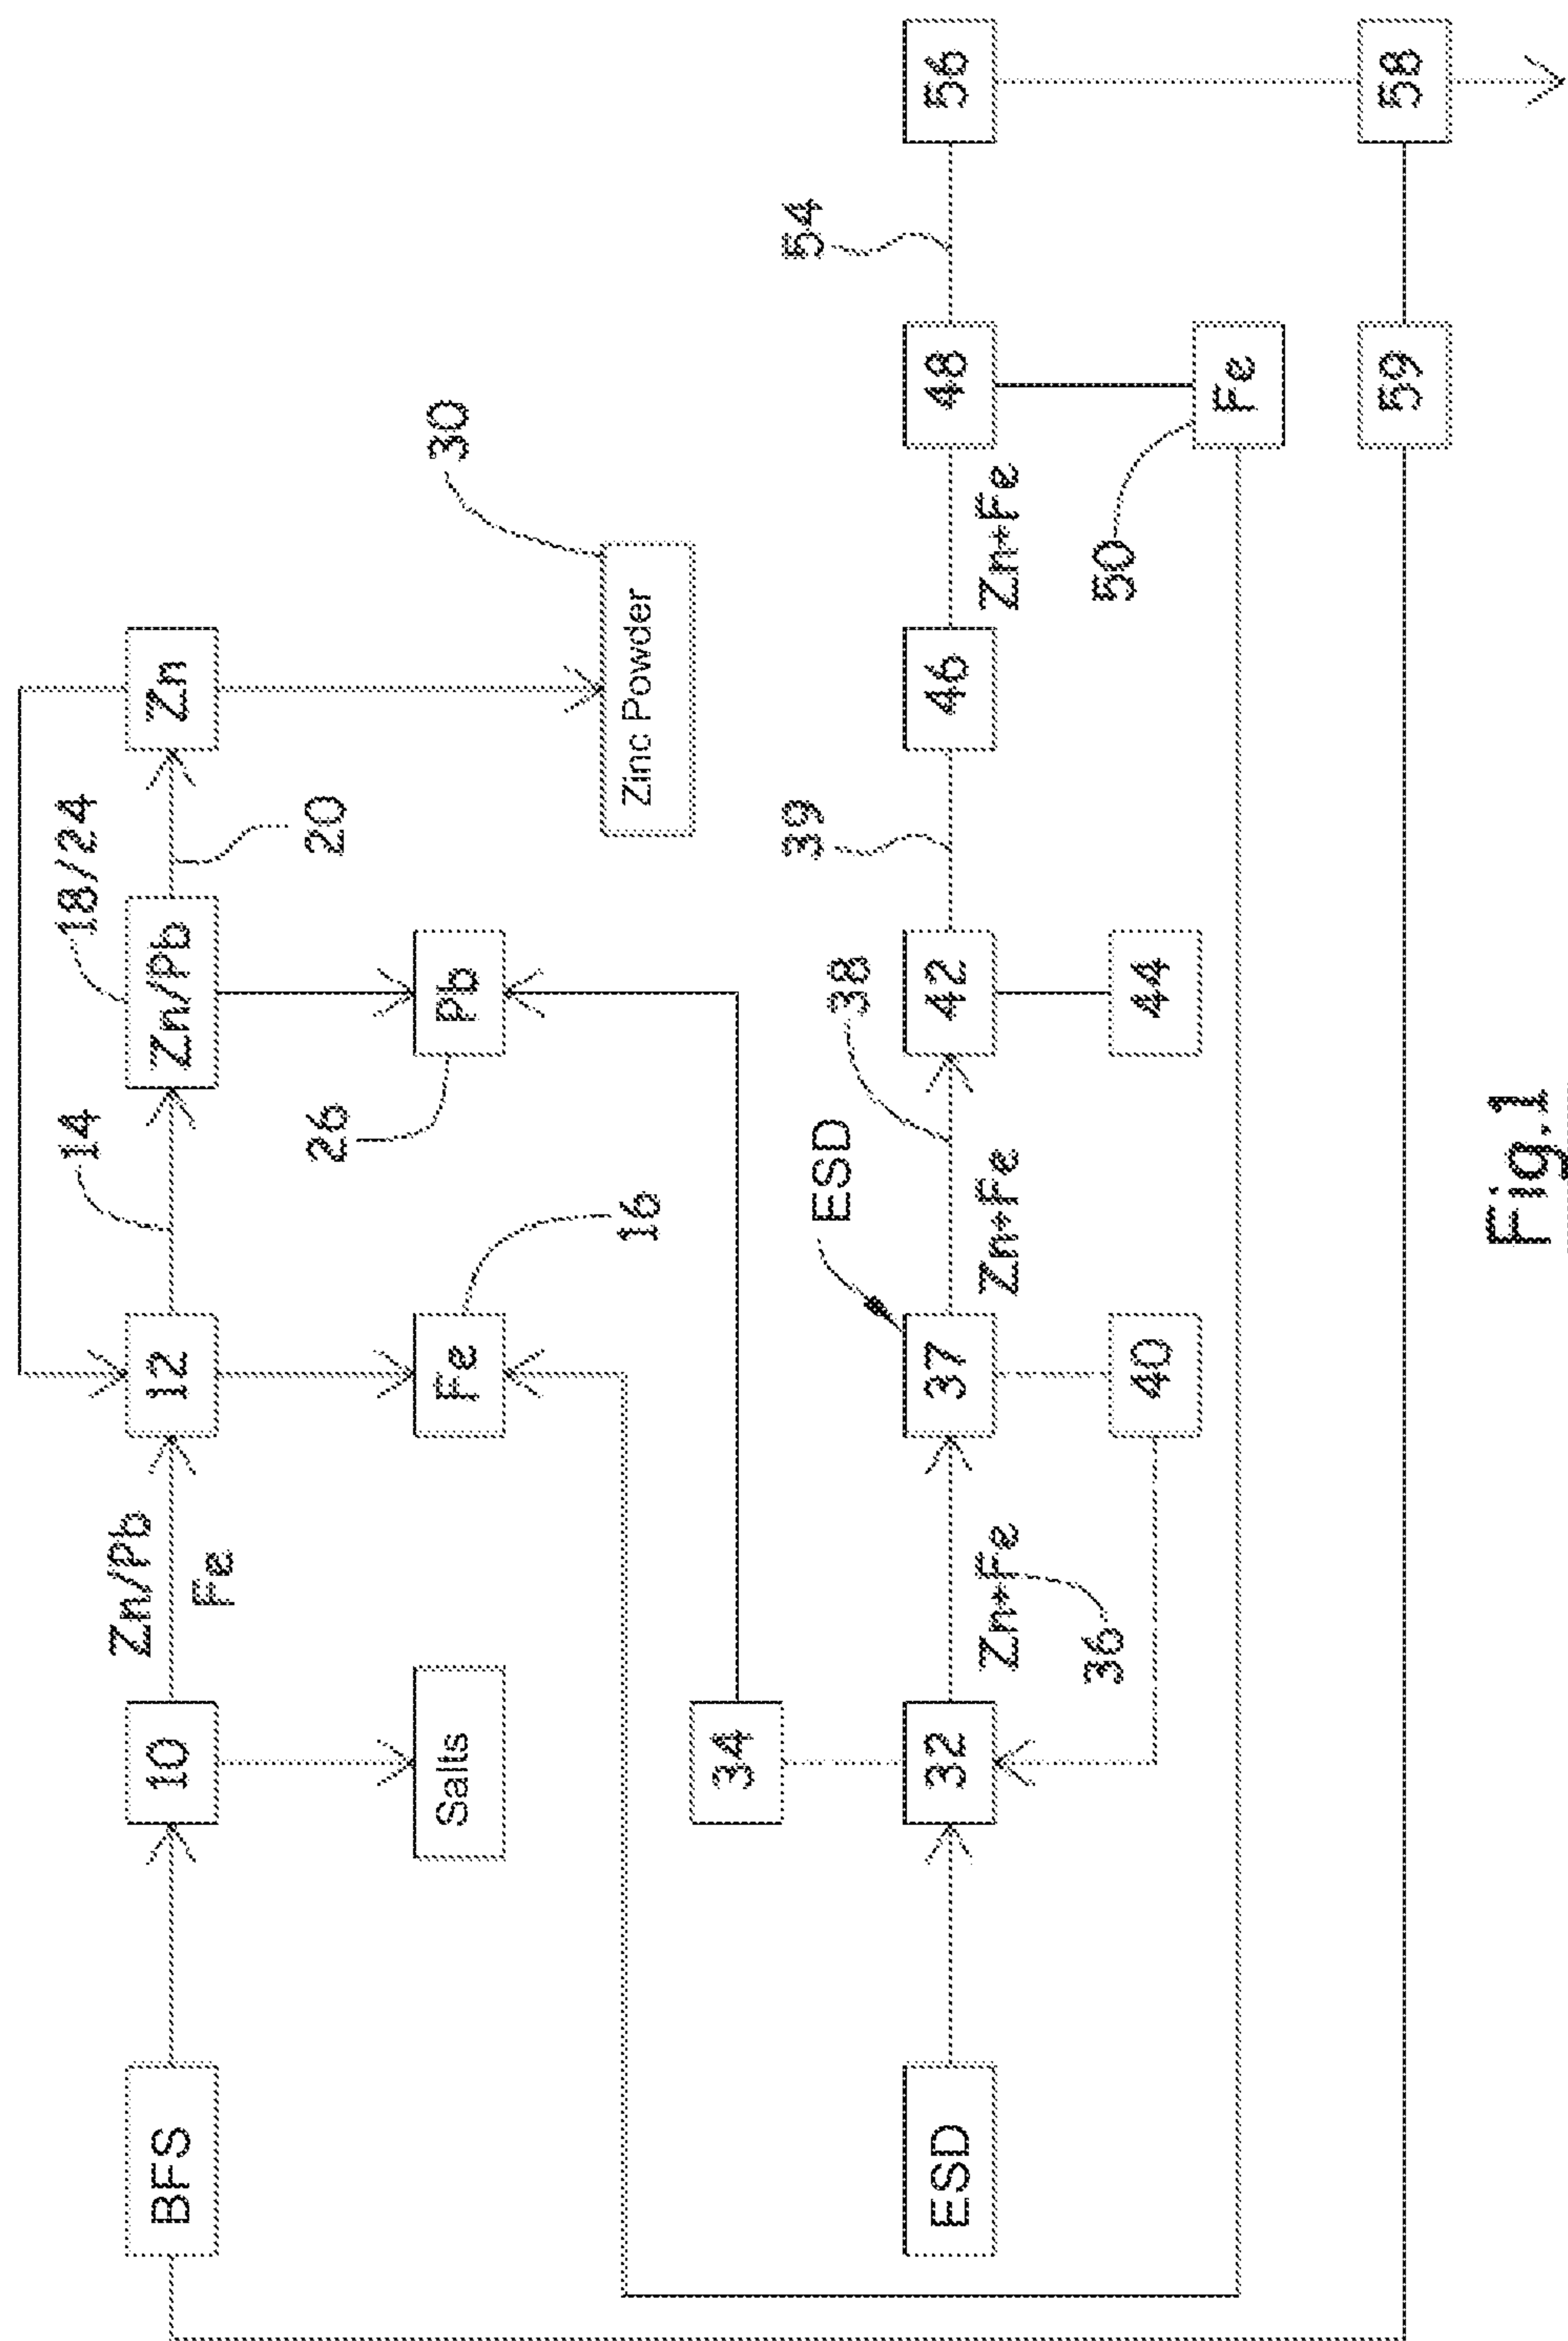 18/24
14
Zn/Pb
BFS
10
12
Zn/Pb
Zn
Fe
20
26
30
Salts
Fe
Pb
16
Zinc Powder
34
ESD
38
39
54
ESD
32
37
42
46
48
56
Zn+Fe
Zn+Fe
Zn+Fe
36
50
40
44
Fe
59
58
Fig.1